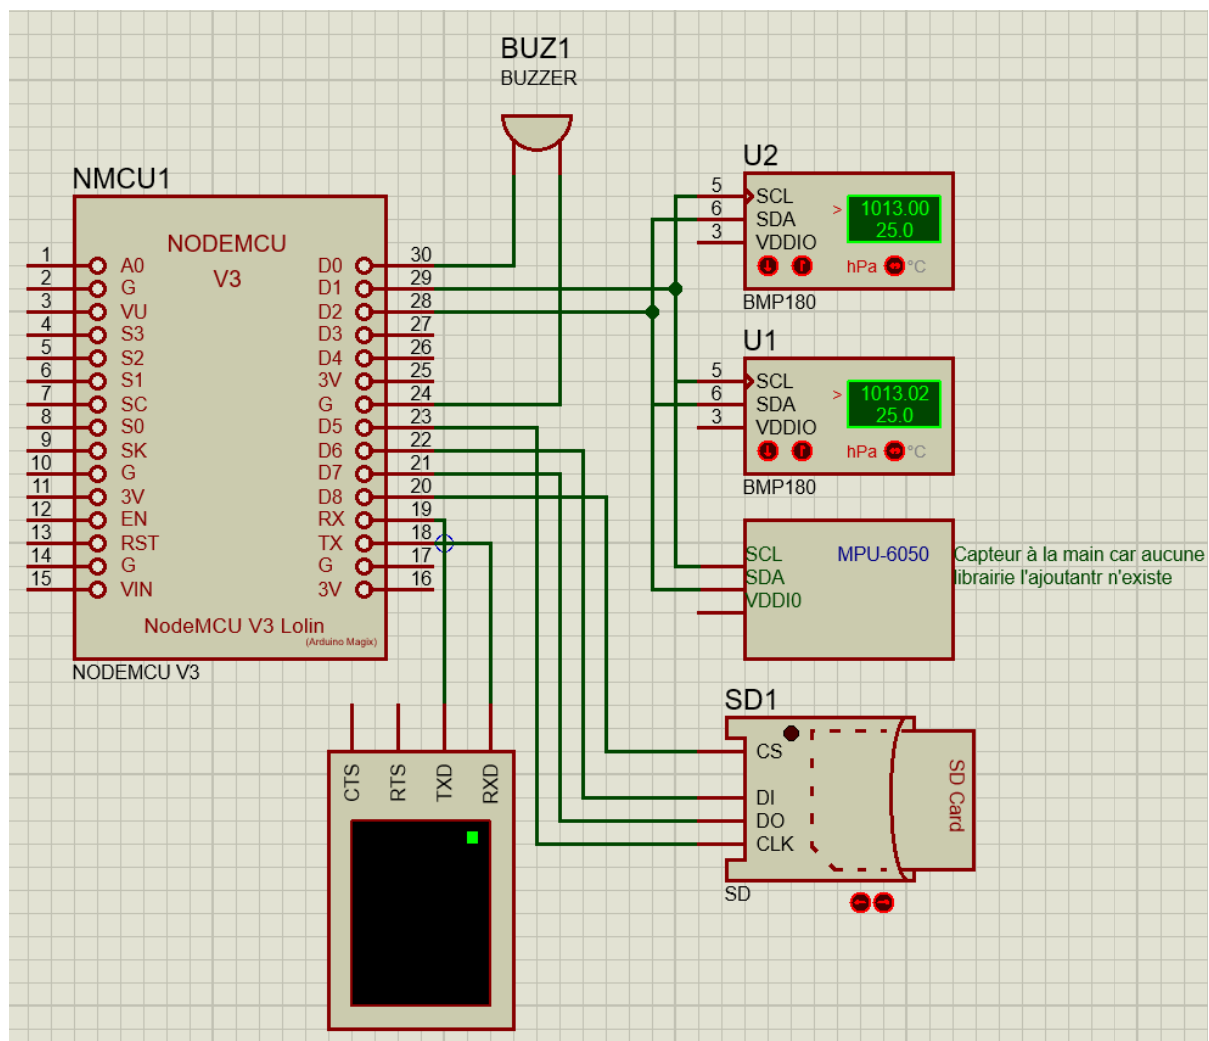 BUZ1
BUZZER
NMCU1
NODEMCU
V3
1 A0
2 G
3 VU
4 S3
5 S2
6 S1
7 SC
8 S0
9 SK
10 G
11 3V
12 EN
13 RST
14 G
15 VIN
D0 30
D1 29
D2 28
D3 27
D4 26
3V 25
G 24
D5 23
D6 22
D7 21
D8 20
RX 19
TX 18
G 17
3V 16
NodeMCU V3 Lolin
(Arduino Magix)
NODEMCU V3
U2
5 SCL
6 SDA
3 VDDIO
> 1013.00
25.0
hPa °C
BMP180
U1
5 SCL
6 SDA
3 VDDIO
> 1013.02
25.0
hPa °C
BMP180
SCL
SDA
VDDI0
MPU-6050
Capteur à la main car aucune
librairie l'ajoutantr n'existe
SD1
CS
DI
DO
CLK
SD Card
SD
CTS
RTS
TXD
RXD